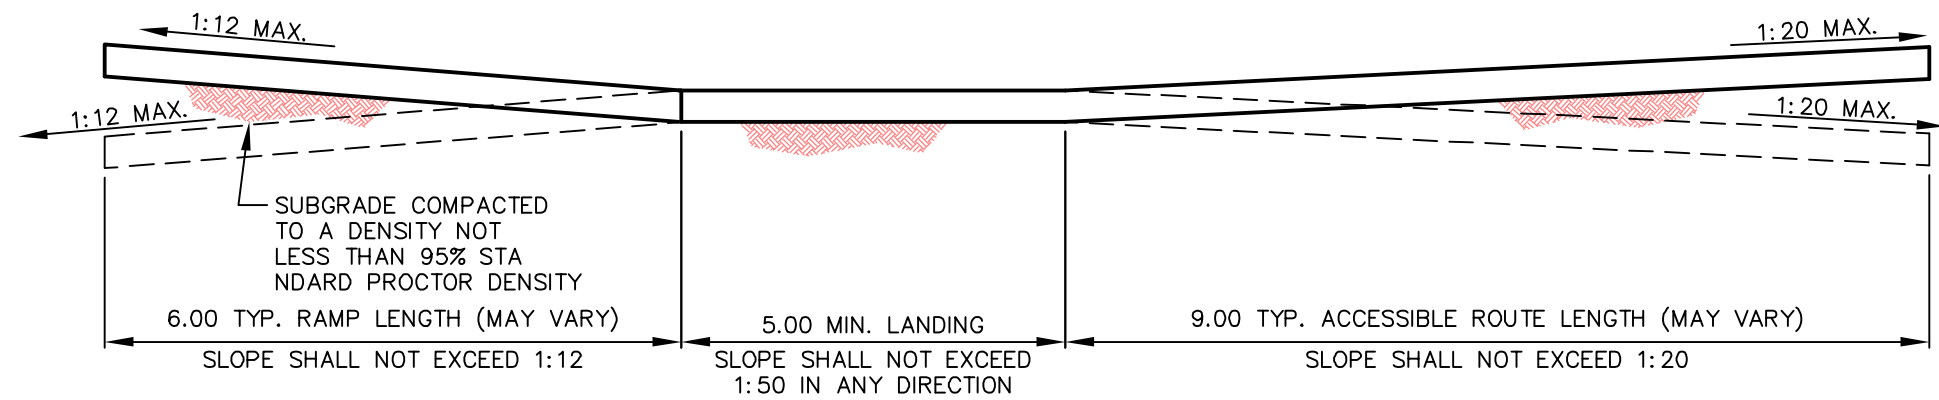 1:12 MAX.
1:20 MAX.
1:12 MAX.
1:20 MAX.
SUBGRADE COMPACTED
TO A DENSITY NOT
LESS THAN 95% STA
NDARD PROCTOR DENSITY
6.00 TYP. RAMP LENGTH (MAY VARY)
SLOPE SHALL NOT EXCEED 1:12
5.00 MIN. LANDING
SLOPE SHALL NOT EXCEED
1:50 IN ANY DIRECTION
9.00 TYP. ACCESSIBLE ROUTE LENGTH (MAY VARY)
SLOPE SHALL NOT EXCEED 1:20